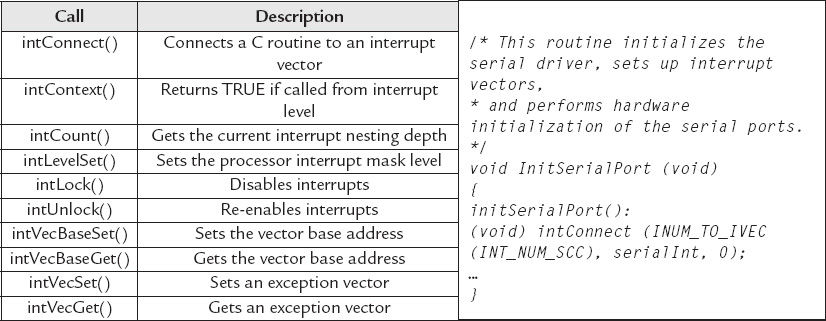 Call Description
intConnect() Connects a C routine to an interrupt
vector
intContext() Returns TRUE if called from interrupt
level
intCount() Gets the current interrupt nesting depth
intLevelSet() Sets the processor interrupt mask level
intLock() Disables interrupts
intUnlock() Re-enables interrupts
intVecBaseSet() Sets the vector base address
intVecBaseGet() Gets the vector base address
intVecSet() Sets an exception vector
intVecGet() Gets an exception vector
/* This routine initializes the
serial driver, sets up interrupt
vectors,
* and performs hardware
initialization of the serial ports.
*/
void InitSerialPort (void)
{
initSerialPort():
(void) intConnect (INUM_TO_IVEC
(INT_NUM_SCC), serialInt, 0);
…
}